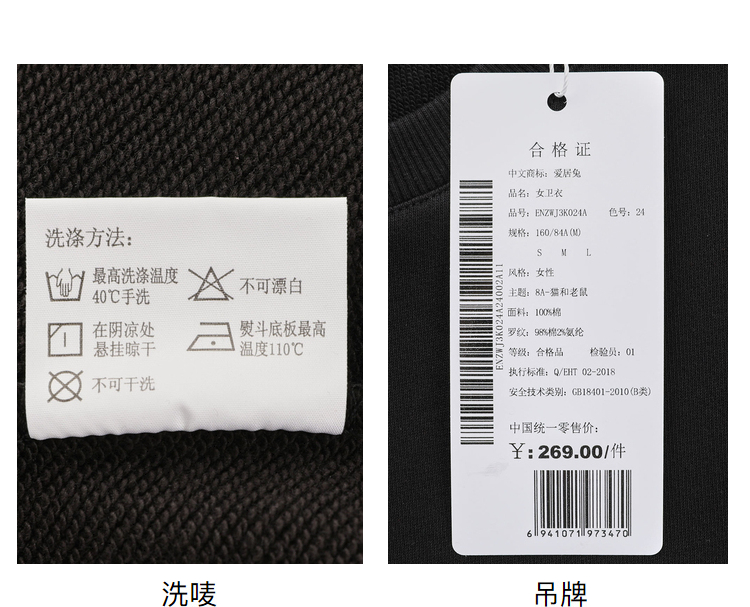 洗涤方法：
最高洗涤温度
40℃手洗
不可漂白
在阴凉处
悬挂晾干
熨斗底板最高
温度110℃
不可干洗
合格证
中文商标：爱居兔
品名：女卫衣
品号：ENZWJ3K024A 色号：24
规格：160/84A(M)
S M L
风格：女性
主题：8A-猫和老鼠
面料：100%棉
罗纹：98%棉2%氨纶
等级：合格品 检验员：01
执行标准：Q/EHT 02-2018
安全技术类别：GB18401-2010(B类)
中国统一零售价：
¥：269.00/件
6 941071 973470
ENZWJ3K024A24002A11
洗唛
吊牌